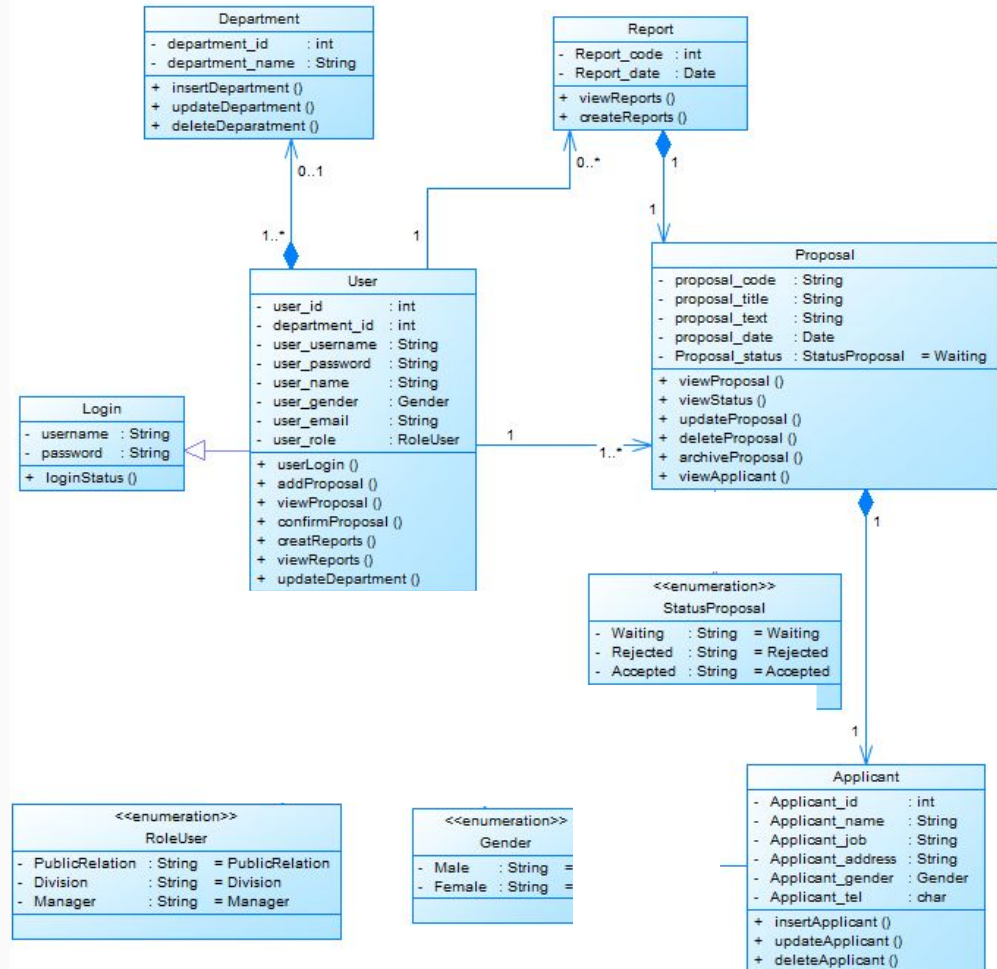 Department
- department_id : int
- department_name : String
+ insertDepartment ()
+ updateDepartment ()
+ deleteDeparatment ()
0..1
1..*
Report
- Report_code : int
- Report_date : Date
+ viewReports ()
+ createReports ()
0..*
1
1
1
User
- user_id : int
- department_id : int
- user_username : String
- user_password : String
- user_name : String
- user_gender : Gender
- user_email : String
- user_role : RoleUser
+ userLogin ()
+ addProposal ()
+ viewProposal ()
+ confirmProposal ()
+ creatReports ()
+ viewReports ()
+ updateDepartment ()
1
1..*
Proposal
- proposal_code : String
- proposal_title : String
- proposal_text : String
- proposal_date : Date
- Proposal_status : StatusProposal = Waiting
+ viewProposal ()
+ viewStatus ()
+ updateProposal ()
+ deleteProposal ()
+ archiveProposal ()
+ viewApplicant ()
1
1
Login
- username : String
- password : String
+ loginStatus ()
<<enumeration>>
StatusProposal
- Waiting : String = Waiting
- Rejected : String = Rejected
- Accepted : String = Accepted
<<enumeration>>
RoleUser
- PublicRelation : String = PublicRelation
- Division : String = Division
- Manager : String = Manager
<<enumeration>>
Gender
- Male : String =
- Female : String =
Applicant
- Applicant_id : int
- Applicant_name : String
- Applicant_job : String
- Applicant_address : String
- Applicant_gender : Gender
- Applicant_tel : char
+ insertApplicant ()
+ updateApplicant ()
+ deleteApplicant ()